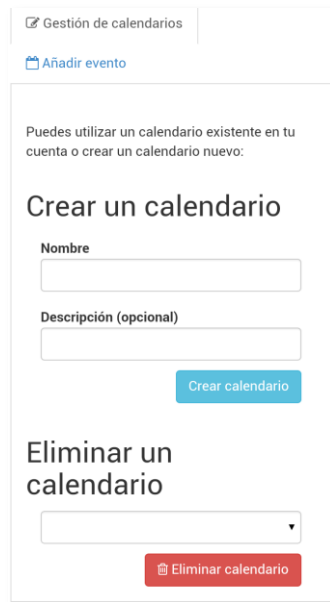 Gestión de calendarios
Añadir evento
Puedes utilizar un calendario existente en tu
cuenta o crear un calendario nuevo:
Crear un calendario
Nombre
Descripción (opcional)
Crear calendario
Eliminar un
calendario
Eliminar calendario